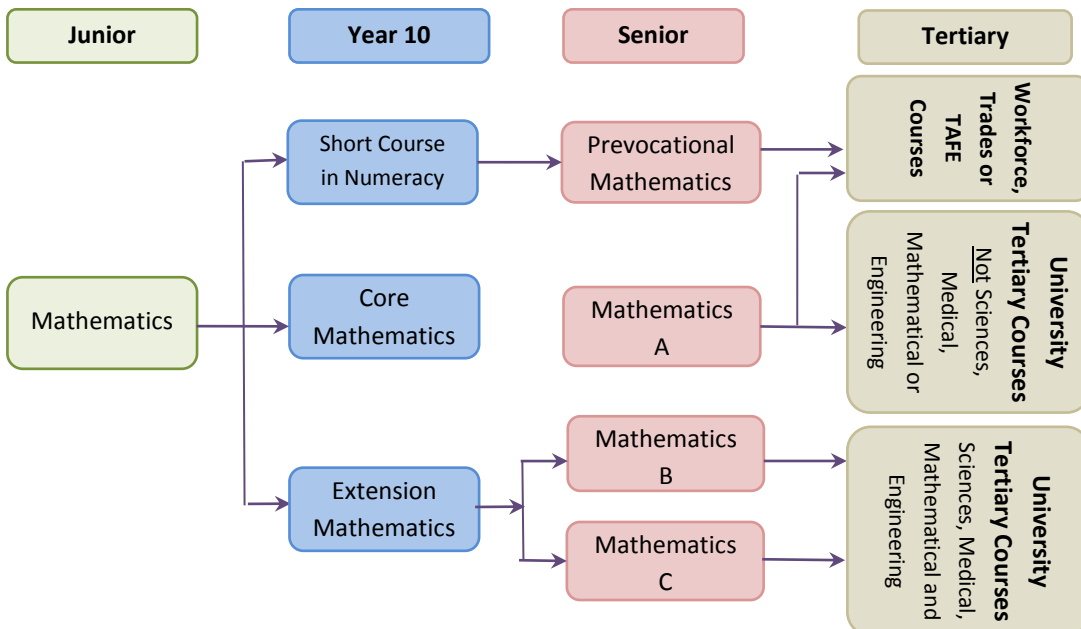 Junior
Year 10
Senior
Tertiary
Short Course
in Numeracy
Prevocational
Mathematics
Workforce,
Trades or
TAFE
Courses
Mathematics
Core
Mathematics
Mathematics
A
University
Tertiary Courses
Not Sciences,
Medical,
Mathematical or
Engineering
Extension
Mathematics
Mathematics
B
Mathematics
C
University
Tertiary Courses
Sciences, Medical,
Mathematical and
Engineering